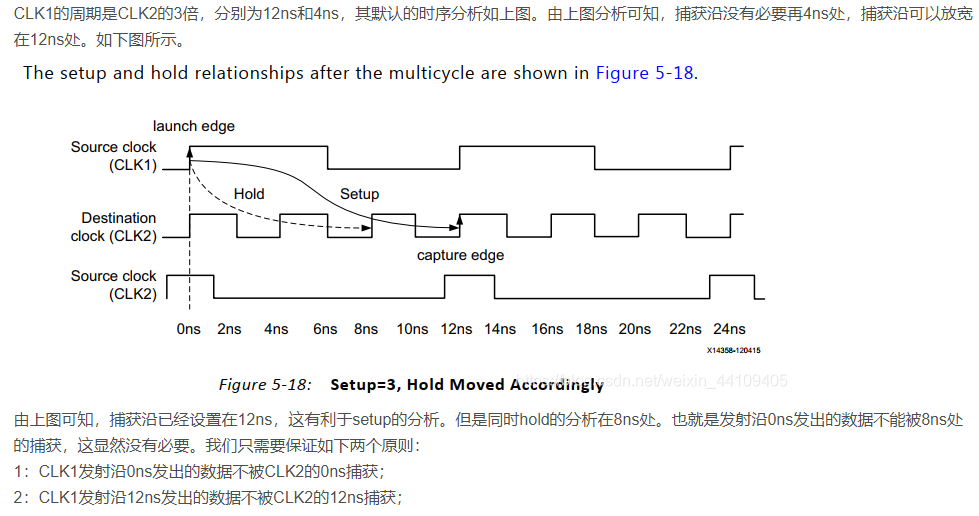 CLK1的周期是CLK2的3倍，分别为12ns和4ns，其默认的时序分析如上图。由上图分析可知，捕获沿没有必要再4ns处，捕获沿可以放宽
在12ns处。如下图所示。
The setup and hold relationships after the multicycle are shown in Figure 5-18.
launch edge
Source clock
(CLK1)
Hold
Setup
Destination
clock (CLK2)
capture edge
Source clock
(CLK2)
0ns 2ns 4ns 6ns 8ns 10ns 12ns 14ns 16ns 18ns 20ns 22ns 24ns
X14358-120415
Figure 5-18: Setup=3, Hold Moved Accordingly
sdn.net/weixin_44109405
由上图可知，捕获沿已经设置在12ns，这有利于setup的分析。但是同时hold的分析在8ns处。也就是发射沿0ns发出的数据不能被8ns处
的捕获，这显然没有必要。我们只需要保证如下两个原则：
1：CLK1发射沿0ns发出的数据不被CLK2的0ns捕获；
2：CLK1发射沿12ns发出的数据不被CLK2的12ns捕获；